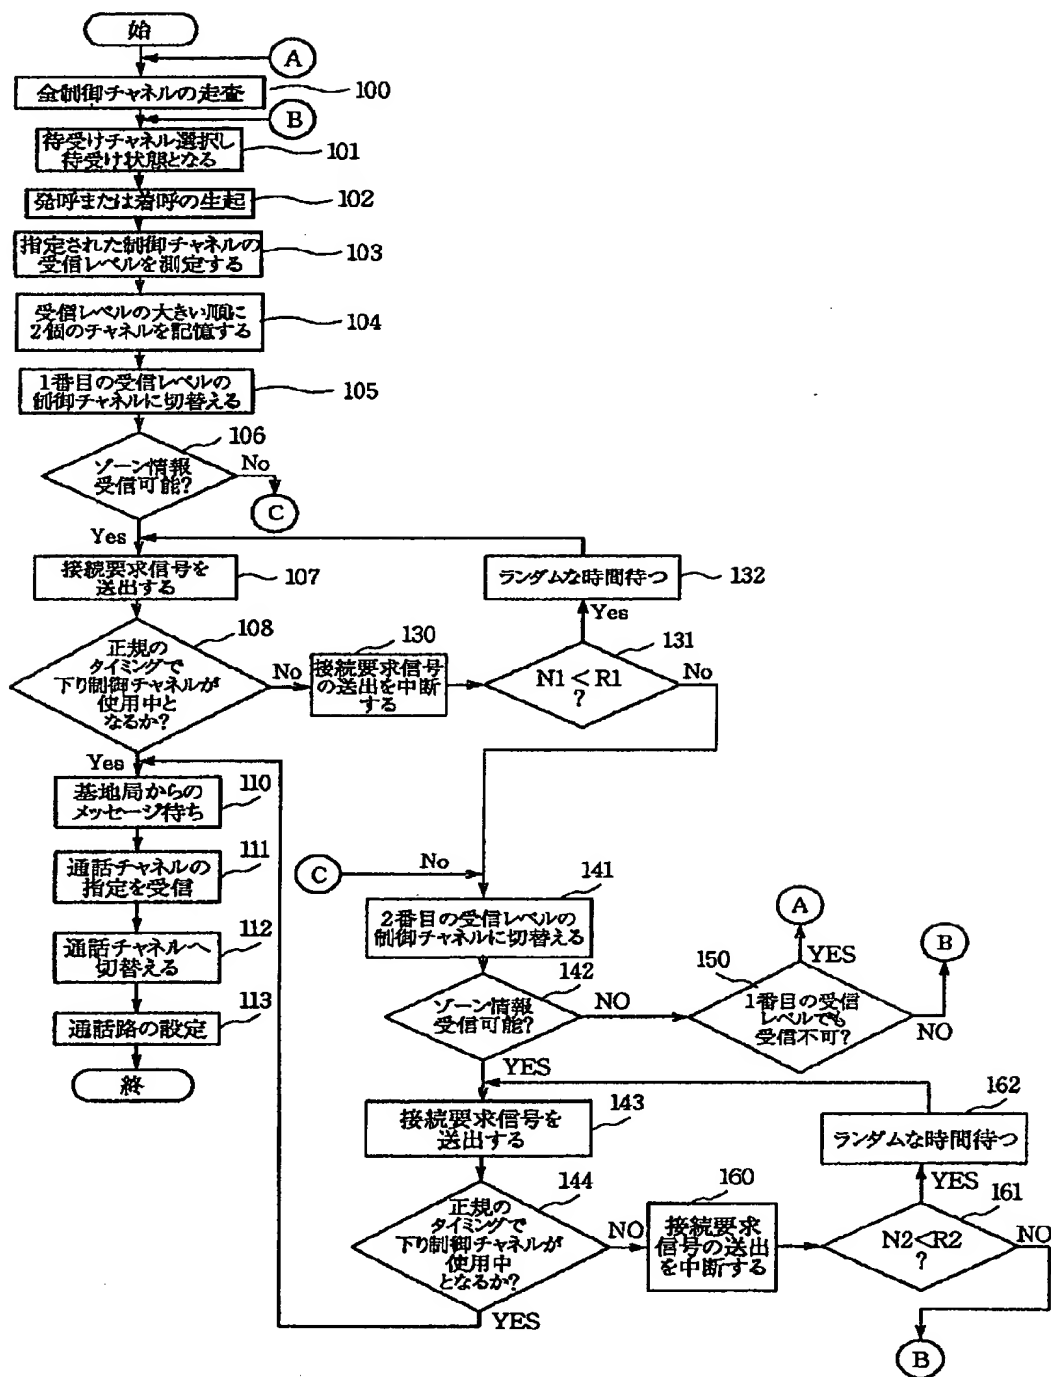 始
A
全制御チャネルの走査
100
B
待受けチャネル選択し
待受け状態となる
101
発呼または着呼の生起
102
指定された制御チャネルの
受信レベルを測定する
103
受信レベルの大きい順に
2個のチャネルを記憶する
104
1番目の受信レベルの
制御チャネルに切替える
105
106
ゾーン情報
受信可能?
No
C
Yes
接続要求信号を
送出する
107
ランダムな時間待つ
132
Yes
108
正規の
タイミングで
下り制御チャネルが
使用中と
なるか?
No
130
接続要求信号
の送出を中断
する
131
N1<R1
?
No
Yes
基地局からの
メッセージ待ち
110
通話チャネルの
指定を受信
111
通話チャネルへ
切替える
112
通話路の設定
113
終
C
No
141
2番目の受信レベルの
制御チャネルに切替える
142
ゾーン情報
受信可能?
NO
150
1番目の受信
レベルでも
受信不可?
YES
A
NO
B
YES
接続要求信号を
送出する
143
ランダムな時間待つ
162
YES
144
正規の
タイミングで
下り制御チャネルが
使用中
となるか?
NO
160
接続要求
信号の送出
を中断する
161
N2<R2
?
NO
YES
B